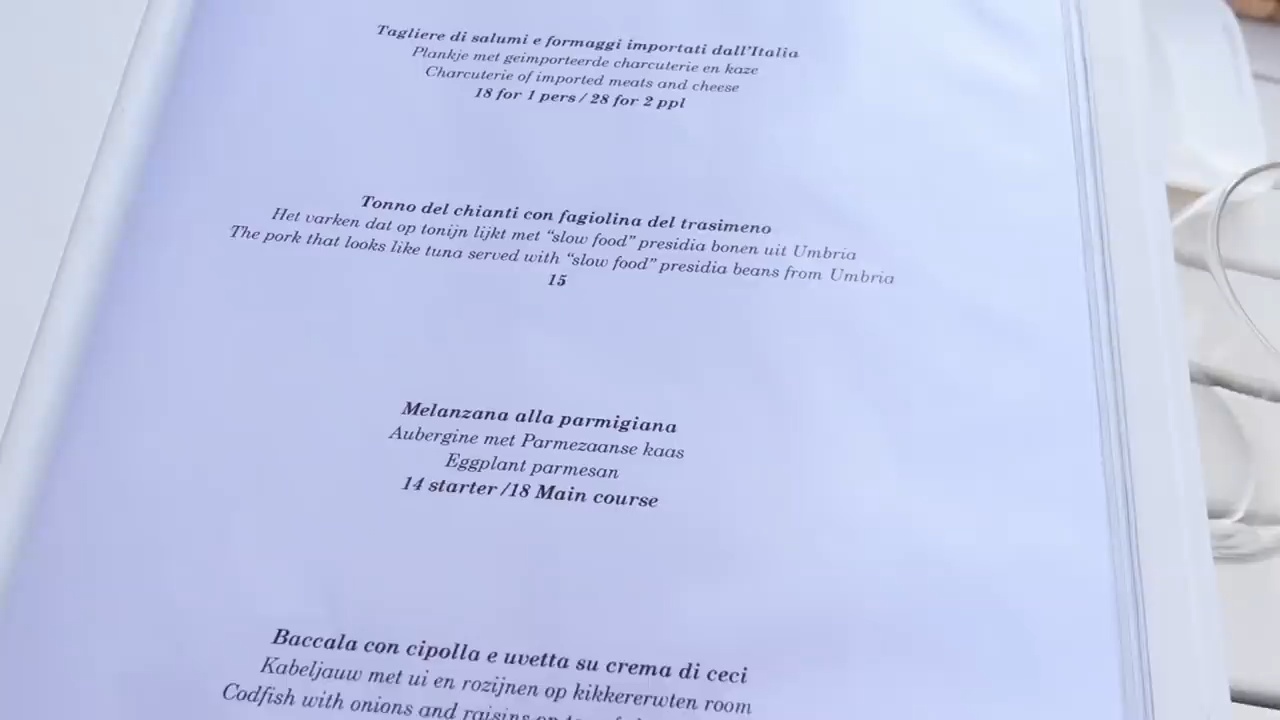 Tagliere di salumi e formaggi importati dall'Italia
Plankje met geimporteerde charcuterie en kaze
Charcuterie of imported meats and cheese
18 for 1 pers / 28 for 2 ppl
Tonno del chianti con fagiolina del trasimeno
Het varken dat op tonijn lijkt met "slow food" presidia bonen uit Umbria
The pork that looks like tuna served with "slow food" presidia beans from Umbria
15
Melanzana alla parmigiana
Aubergine met Parmezaanse kaas
Eggplant parmesan
14 starter /18 Main course
Baccala con cipolla e uvetta su crema di ceci
Kabeljauw met ui en rozijnen op kikkererwten room
Codfish with onions and raisins on